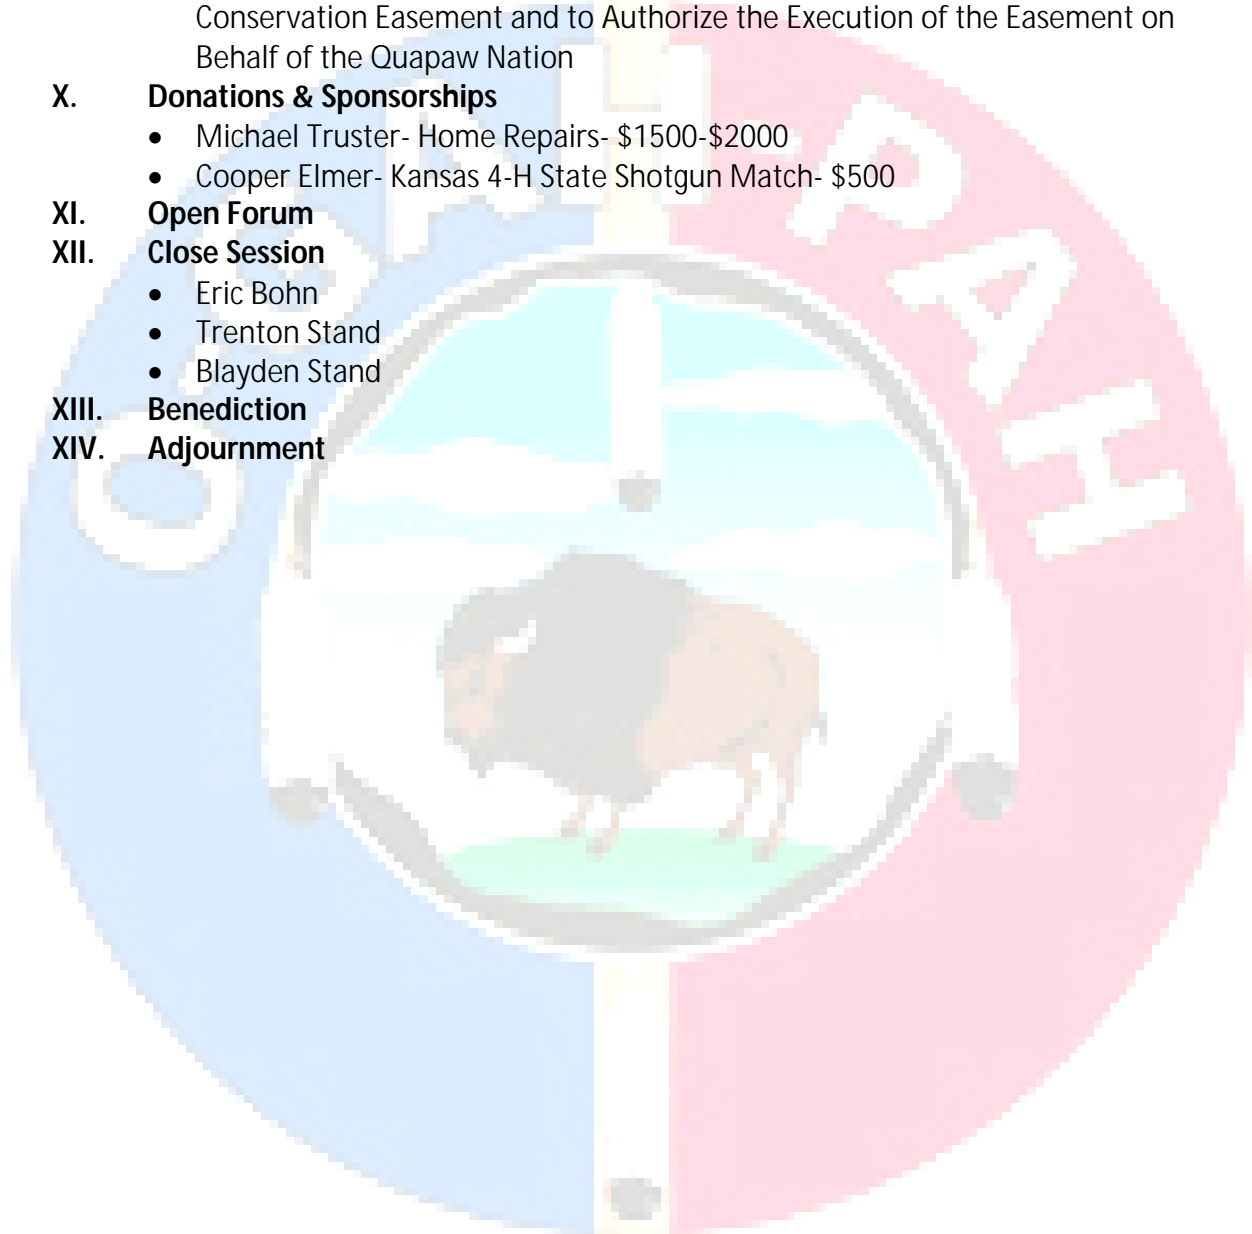 Conservation Easement and to Authorize the Execution of the Easement on
Behalf of the Quapaw Nation
X. Donations & Sponsorships
• Michael Truster- Home Repairs- $1500-$2000
• Cooper Elmer- Kansas 4-H State Shotgun Match- $500
XI. Open Forum
XII. Close Session
• Eric Bohn
• Trenton Stand
• Blayden Stand
XIII. Benediction
XIV. Adjournment
O-GAH-PAH